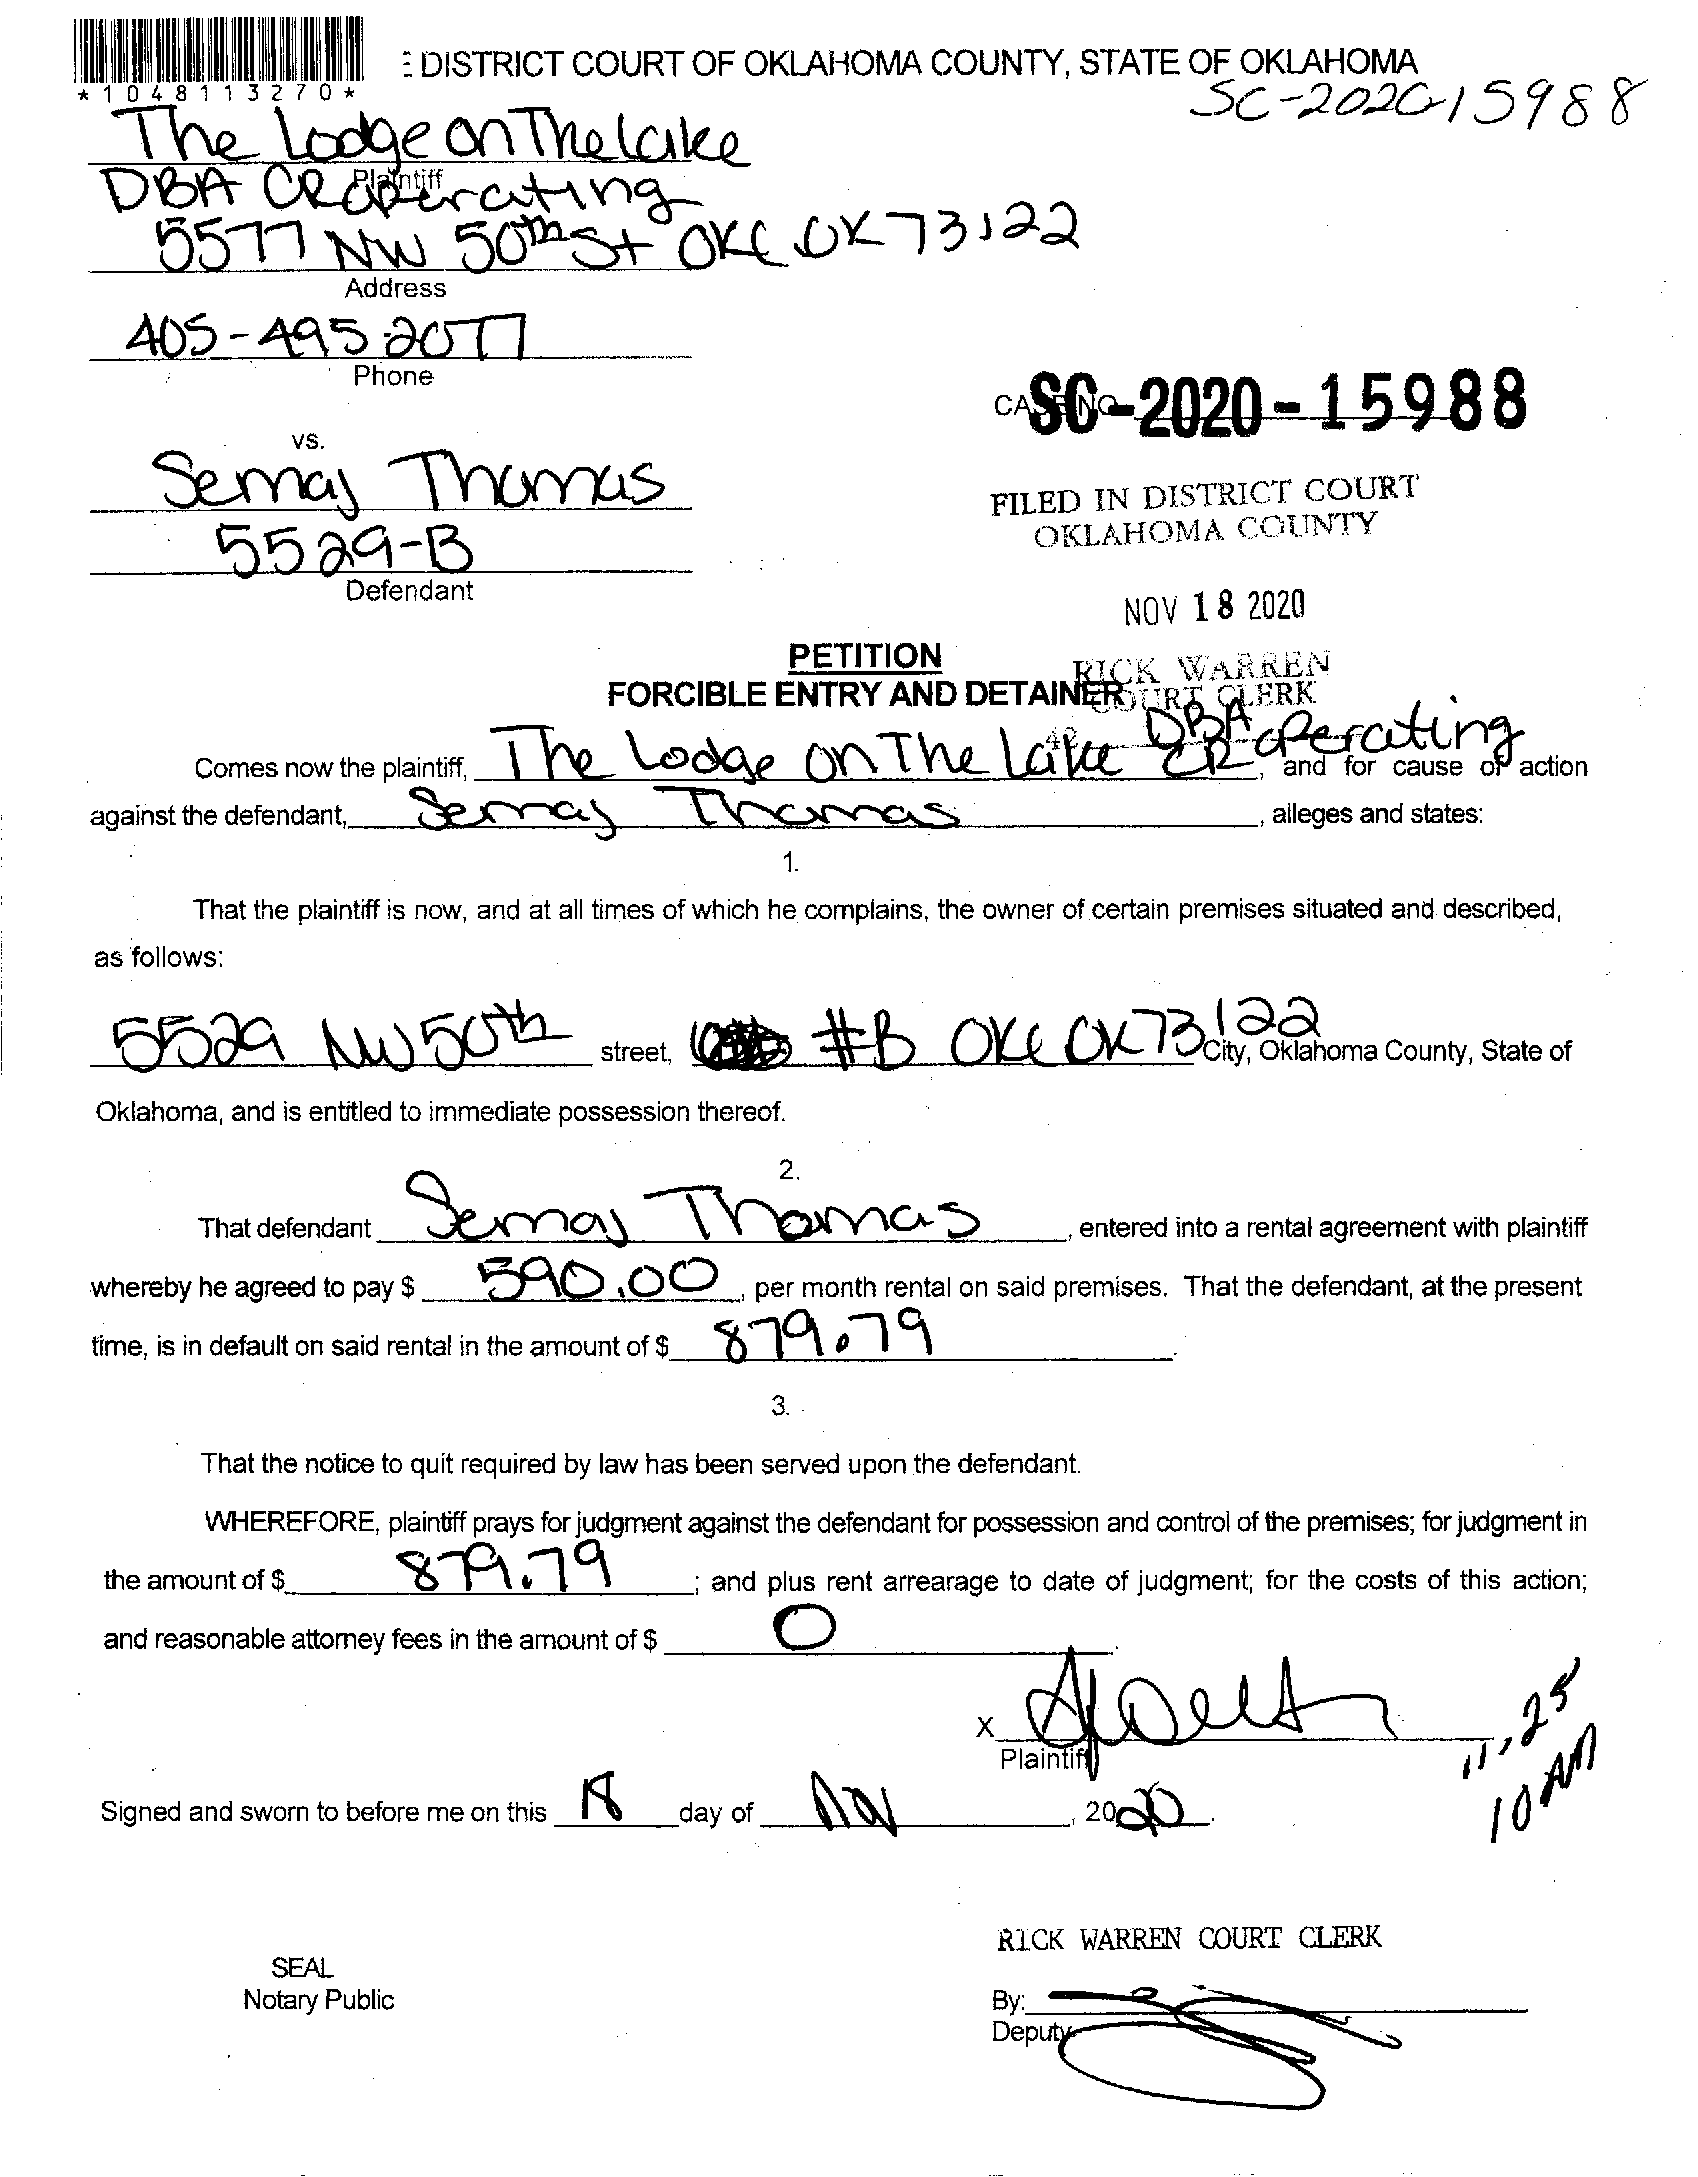 DISTRICT COURT OF OKLAHOMA COUNTY, STATE OF OKLAHOMA
*1048113270*
SC-2020-15988
The Lodge on The lake
DBA CR Operating
Plaintiff
5577 NW 50th St OKC OK 73122
Address
405-495-2077
Phone
CASE NO. SC-2020-15988
vs.
Semaj Thomas
5529-B
Defendant
FILED IN DISTRICT COURT
OKLAHOMA COUNTY
NOV 18 2020
RICK WARREN
COURT CLERK
PETITION
FORCIBLE ENTRY AND DETAINER
Comes now the plaintiff, The Lodge on The Lake DBA CR operating, and for cause of action
against the defendant, Semaj Thomas, alleges and states:
1.
That the plaintiff is now, and at all times of which he complains, the owner of certain premises situated and described,
as follows:
5529 NW 50th street, #B OKC OK 73122 City, Oklahoma County, State of
Oklahoma, and is entitled to immediate possession thereof.
2.
That defendant Semaj Thomas, entered into a rental agreement with plaintiff
whereby he agreed to pay $ 590.00, per month rental on said premises. That the defendant, at the present
time, is in default on said rental in the amount of $ 879.79.
3.
That the notice to quit required by law has been served upon the defendant.
WHEREFORE, plaintiff prays for judgment against the defendant for possession and control of the premises; for judgment in
the amount of $ 879.79; and plus rent arrearage to date of judgment; for the costs of this action;
and reasonable attorney fees in the amount of $ 0.
X
Plaintiff
11,25
10 AM
Signed and sworn to before me on this 18 day of Nov, 2020.
RICK WARREN COURT CLERK
SEAL
Notary Public
By:
Deputy